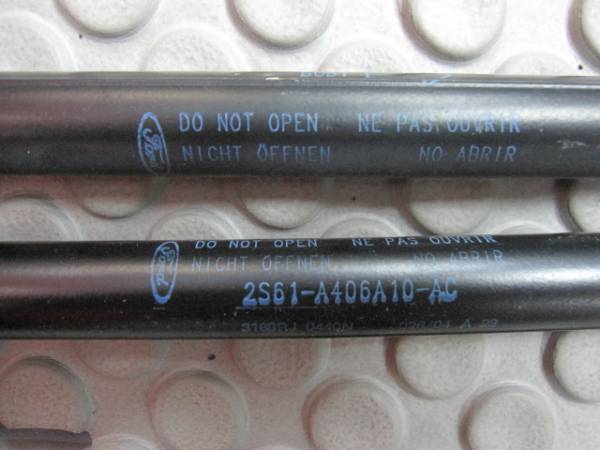 Ford DO NOT OPEN NE PAS OUVRIR
NICHT ÖFFNEN NO ABRIR
Ford DO NOT OPEN NE PAS OUVRIR
NICHT ÖFFNEN NO ABRIR
2S61-A406A10-AC
0440N